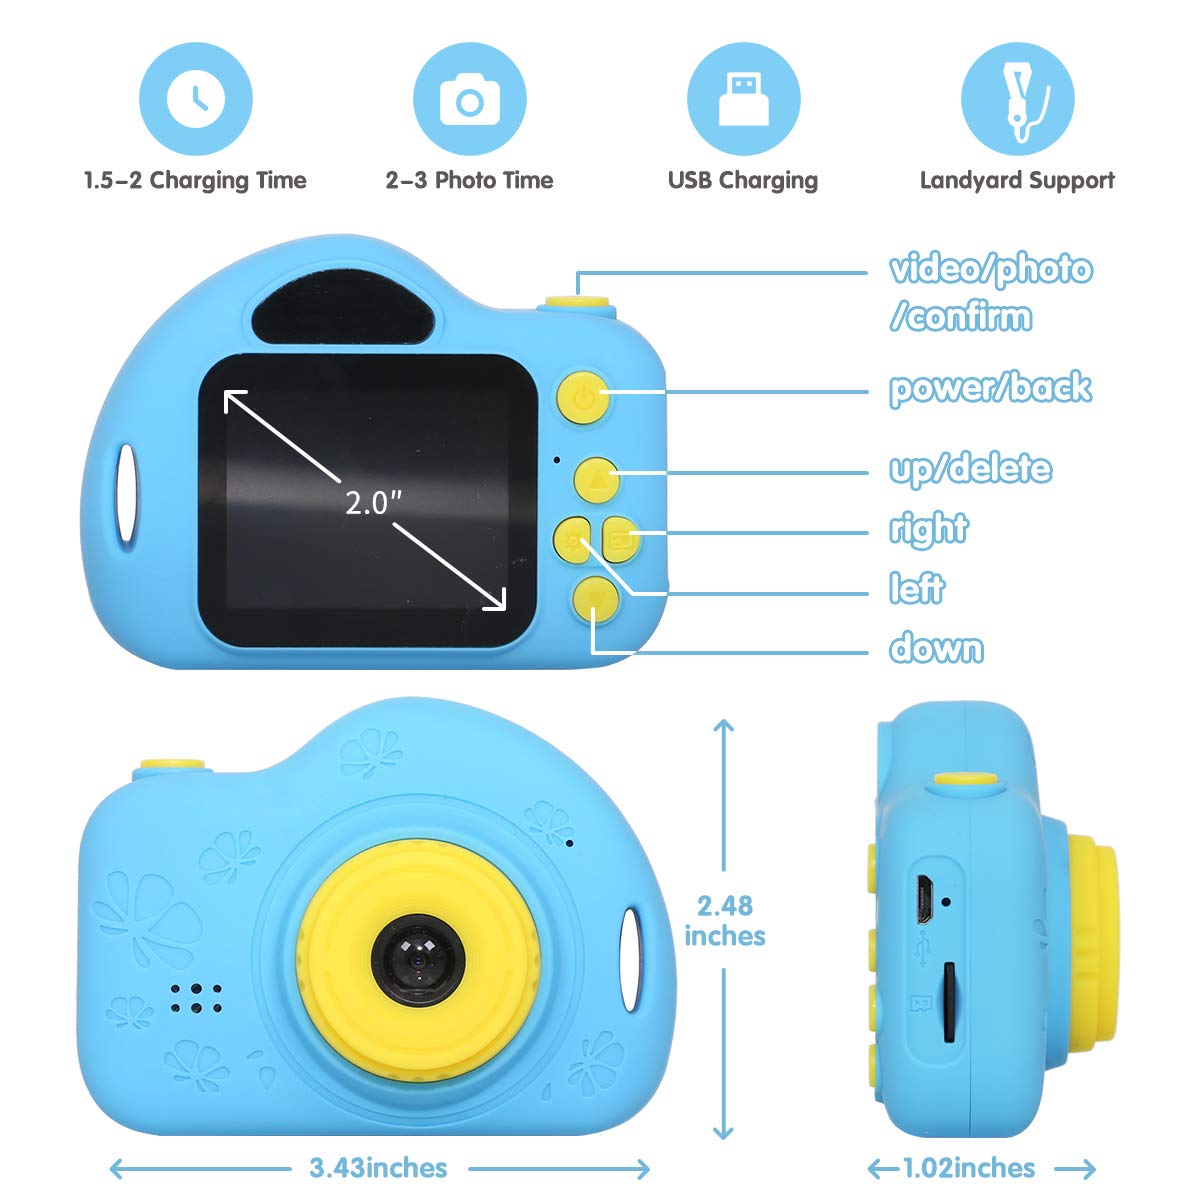 1.5-2 Charging Time
2-3 Photo Time
USB Charging
Landyard Support
video/photo
/confirm
power/back
up/delete
2.0"
right
left
down
2.48
inches
3.43inches
1.02inches